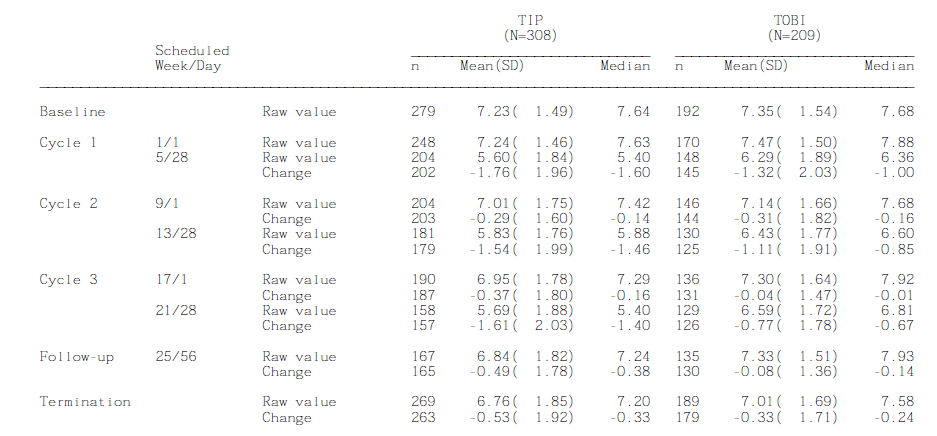 TIP TOBI
(N=308) (N=209)
Scheduled
Week/Day n Mean(SD) Median n Mean(SD) Median
Baseline Raw value 279 7.23( 1.49) 7.64 192 7.35( 1.54) 7.68
Cycle 1 1/1 Raw value 248 7.24( 1.46) 7.63 170 7.47( 1.50) 7.88
5/28 Raw value 204 5.60( 1.84) 5.40 148 6.29( 1.89) 6.36
Change 202 -1.76( 1.96) -1.60 145 -1.32( 2.03) -1.00
Cycle 2 9/1 Raw value 204 7.01( 1.75) 7.42 146 7.14( 1.66) 7.68
Change 203 -0.29( 1.60) -0.14 144 -0.31( 1.82) -0.16
13/28 Raw value 181 5.83( 1.76) 5.88 130 6.43( 1.77) 6.60
Change 179 -1.54( 1.99) -1.46 125 -1.11( 1.91) -0.85
Cycle 3 17/1 Raw value 190 6.95( 1.78) 7.29 136 7.30( 1.64) 7.92
Change 187 -0.37( 1.80) -0.16 131 -0.04( 1.47) -0.01
21/28 Raw value 158 5.69( 1.88) 5.40 129 6.59( 1.72) 6.81
Change 157 -1.61( 2.03) -1.40 126 -0.77( 1.78) -0.67
Follow-up 25/56 Raw value 167 6.84( 1.82) 7.24 135 7.33( 1.51) 7.93
Change 165 -0.49( 1.78) -0.38 130 -0.08( 1.36) -0.14
Termination Raw value 269 6.76( 1.85) 7.20 189 7.01( 1.69) 7.58
Change 263 -0.53( 1.92) -0.33 179 -0.33( 1.71) -0.24